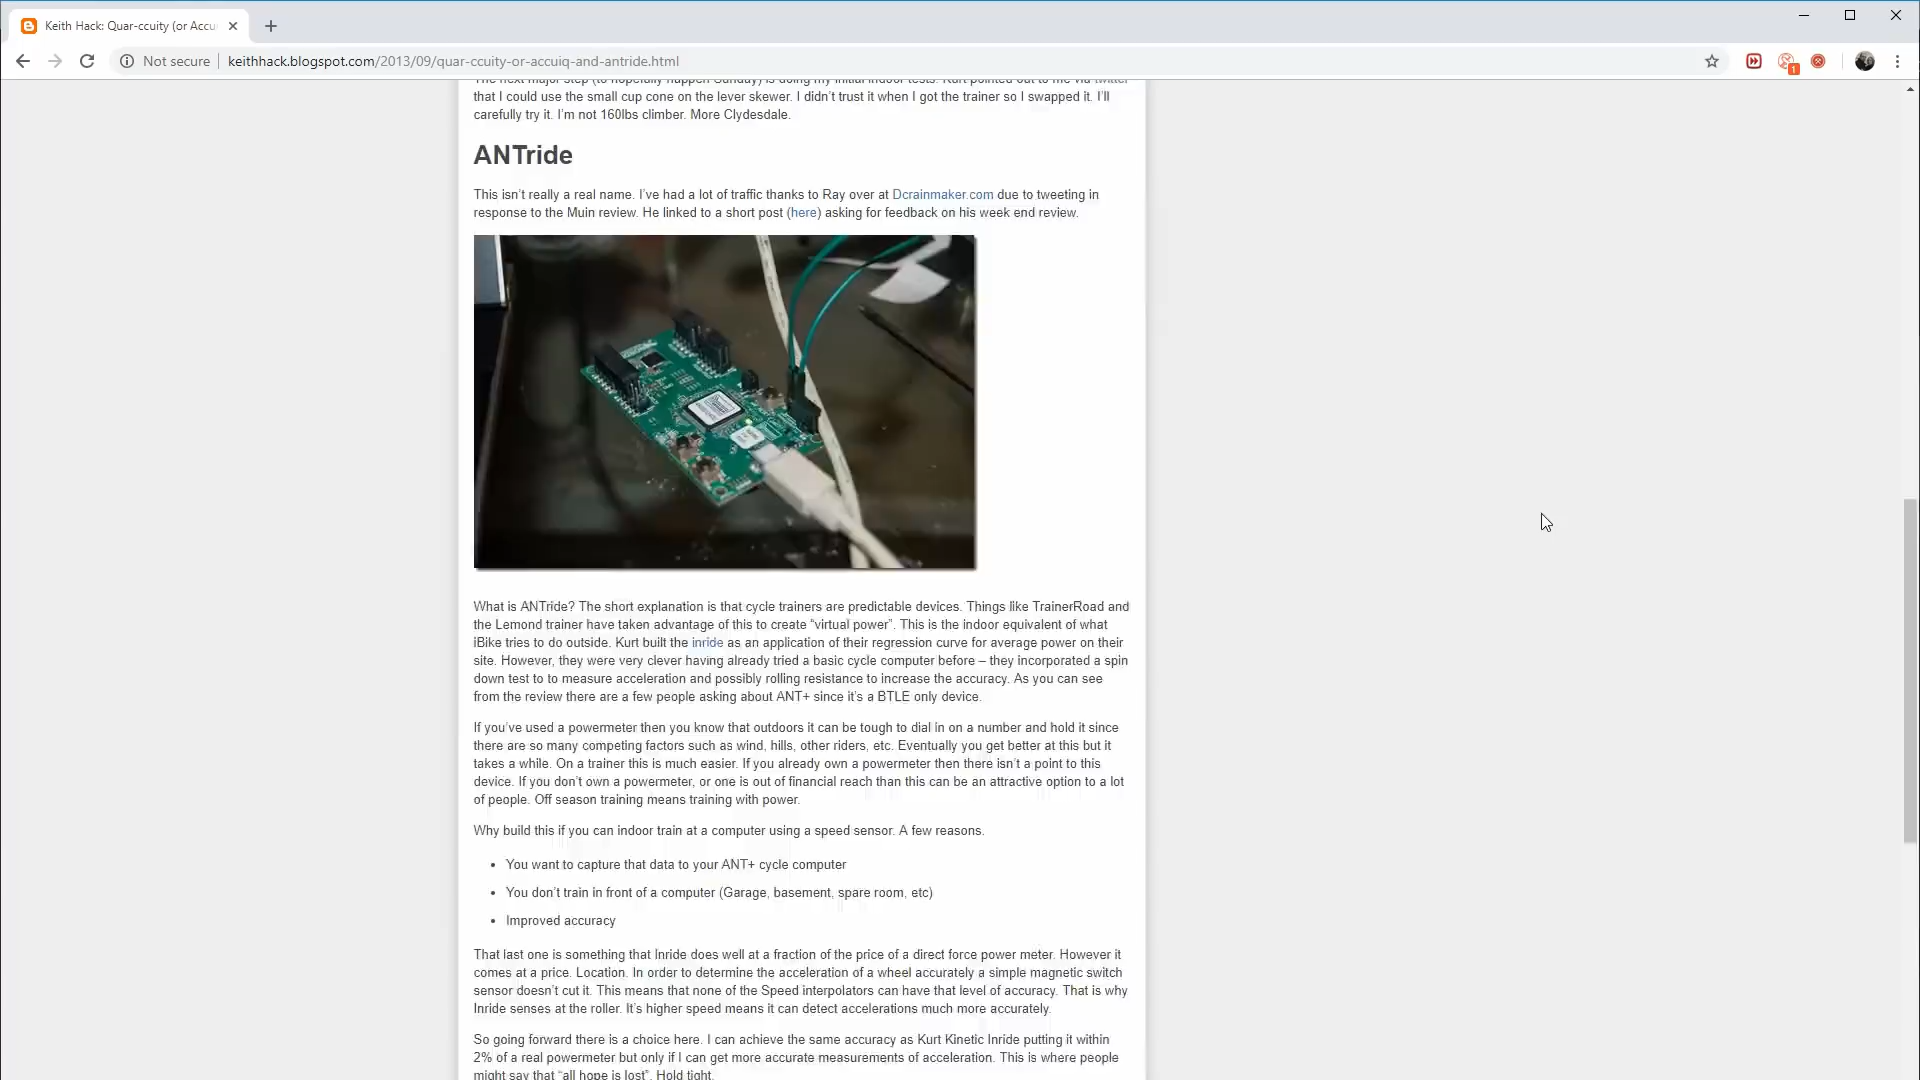 Keith Hack: Quar-ccuity (or Accu
Not secure
keithhack.blogspot.com/2013/09/quar-ccuity-or-accuiq-and-antride.html
1
The next major step (to hopefully happen Sunday) is doing my initial indoor tests. Kurt pointed out to me via twitter
that I could use the small cup cone on the lever skewer. I didn't trust it when I got the trainer so I swapped it. I'll
carefully try it. I'm not 160lbs climber. More Clydesdale.
ANTride
This isn't really a real name. I've had a lot of traffic thanks to Ray over at Dcrainmaker.com due to tweeting in
response to the Muin review. He linked to a short post (here) asking for feedback on his week end review.
What is ANTride? The short explanation is that cycle trainers are predictable devices. Things like TrainerRoad and
the Lemond trainer have taken advantage of this to create “virtual power”. This is the indoor equivalent of what
iBike tries to do outside. Kurt built the inride as an application of their regression curve for average power on their
site. However, they were very clever having already tried a basic cycle computer before – they incorporated a spin
down test to to measure acceleration and possibly rolling resistance to increase the accuracy. As you can see
from the review there are a few people asking about ANT+ since it's a BTLE only device.
If you've used a powermeter then you know that outdoors it can be tough to dial in on a number and hold it since
there are so many competing factors such as wind, hills, other riders, etc. Eventually you get better at this but it
takes a while. On a trainer this is much easier. If you already own a powermeter then there isn't a point to this
device. If you don't own a powermeter, or one is out of financial reach than this can be an attractive option to a lot
of people. Off season training means training with power.
Why build this if you can indoor train at a computer using a speed sensor. A few reasons.
• You want to capture that data to your ANT+ cycle computer
• You don't train in front of a computer (Garage, basement, spare room, etc)
• Improved accuracy
That last one is something that Inride does well at a fraction of the price of a direct force power meter. However it
comes at a price. Location. In order to determine the acceleration of a wheel accurately a simple magnetic switch
sensor doesn't cut it. This means that none of the Speed interpolators can have that level of accuracy. That is why
Inride senses at the roller. It's higher speed means it can detect accelerations much more accurately.
So going forward there is a choice here. I can achieve the same accuracy as Kurt Kinetic Inride putting it within
2% of a real powermeter but only if I can get more accurate measurements of acceleration. This is where people
might say that “all hope is lost”. Hold tight.